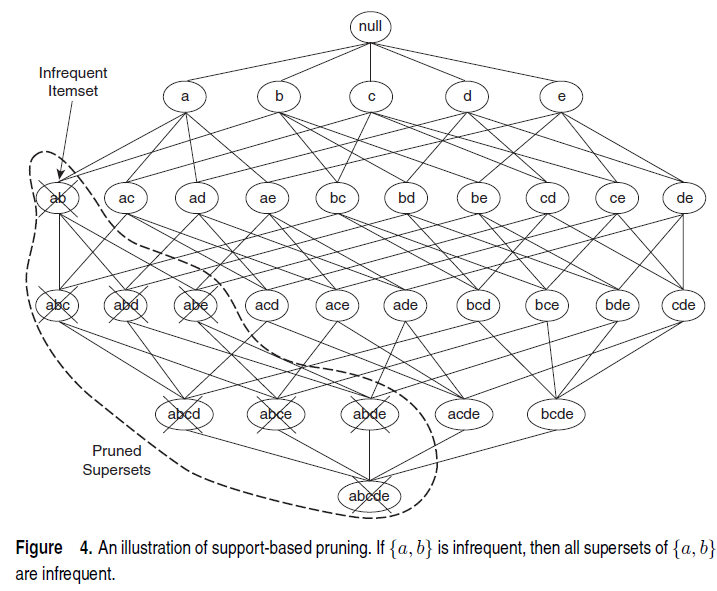 null
Infrequent
Itemset
a b c d e
ab ac ad ae bc bd be cd ce de
abc abd abe acd ace ade bcd bce bde cde
abcd abce abde acde bcde
Pruned
Supersets
abcde
Figure 4. An illustration of support-based pruning. If {a, b} is infrequent, then all supersets of {a, b}
are infrequent.